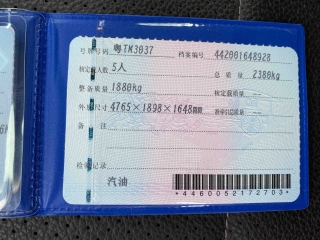 号牌号码 粤TM3037 档案编号 442001648928
核定载人数 5人 总质量 2380kg
整备质量 1880kg 核定载质量
外廓尺寸 4765×1898×1648mm 准牵引总质量
备注
检验记录
汽油
*4460052172703*